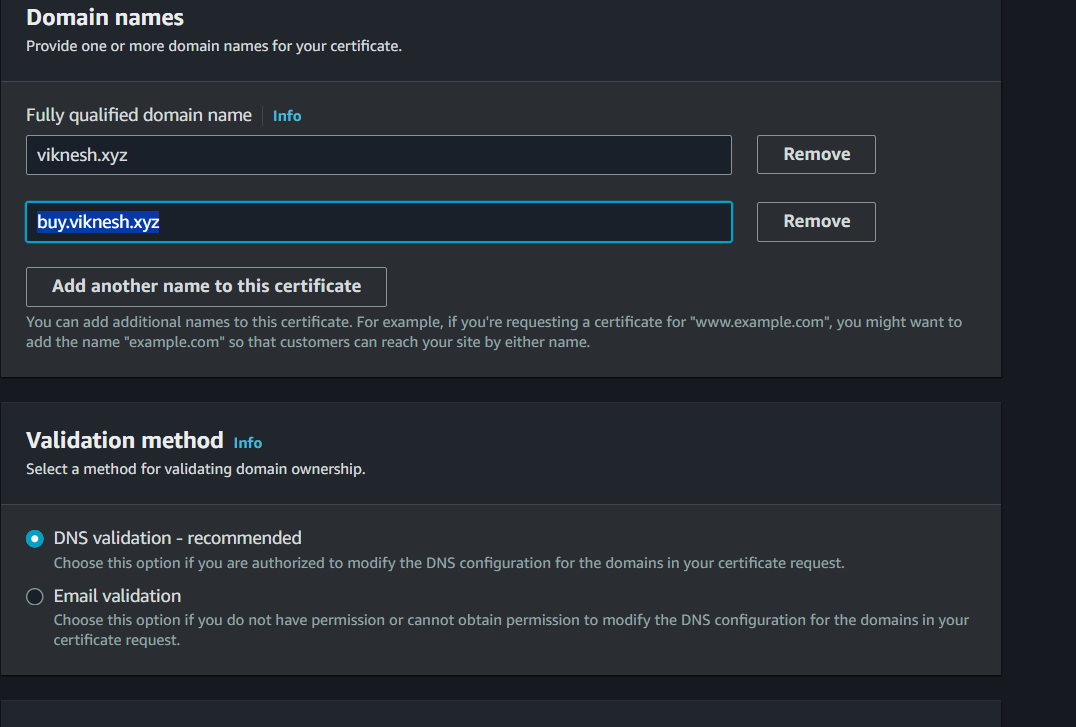 Domain names
Provide one or more domain names for your certificate.
Fully qualified domain name Info
viknesh.xyz
Remove
buy.viknesh.xyz
Remove
Add another name to this certificate
You can add additional names to this certificate. For example, if you're requesting a certificate for "www.example.com", you might want to
add the name "example.com" so that customers can reach your site by either name.
Validation method Info
Select a method for validating domain ownership.
DNS validation - recommended
Choose this option if you are authorized to modify the DNS configuration for the domains in your certificate request.
Email validation
Choose this option if you do not have permission or cannot obtain permission to modify the DNS configuration for the domains in your
certificate request.